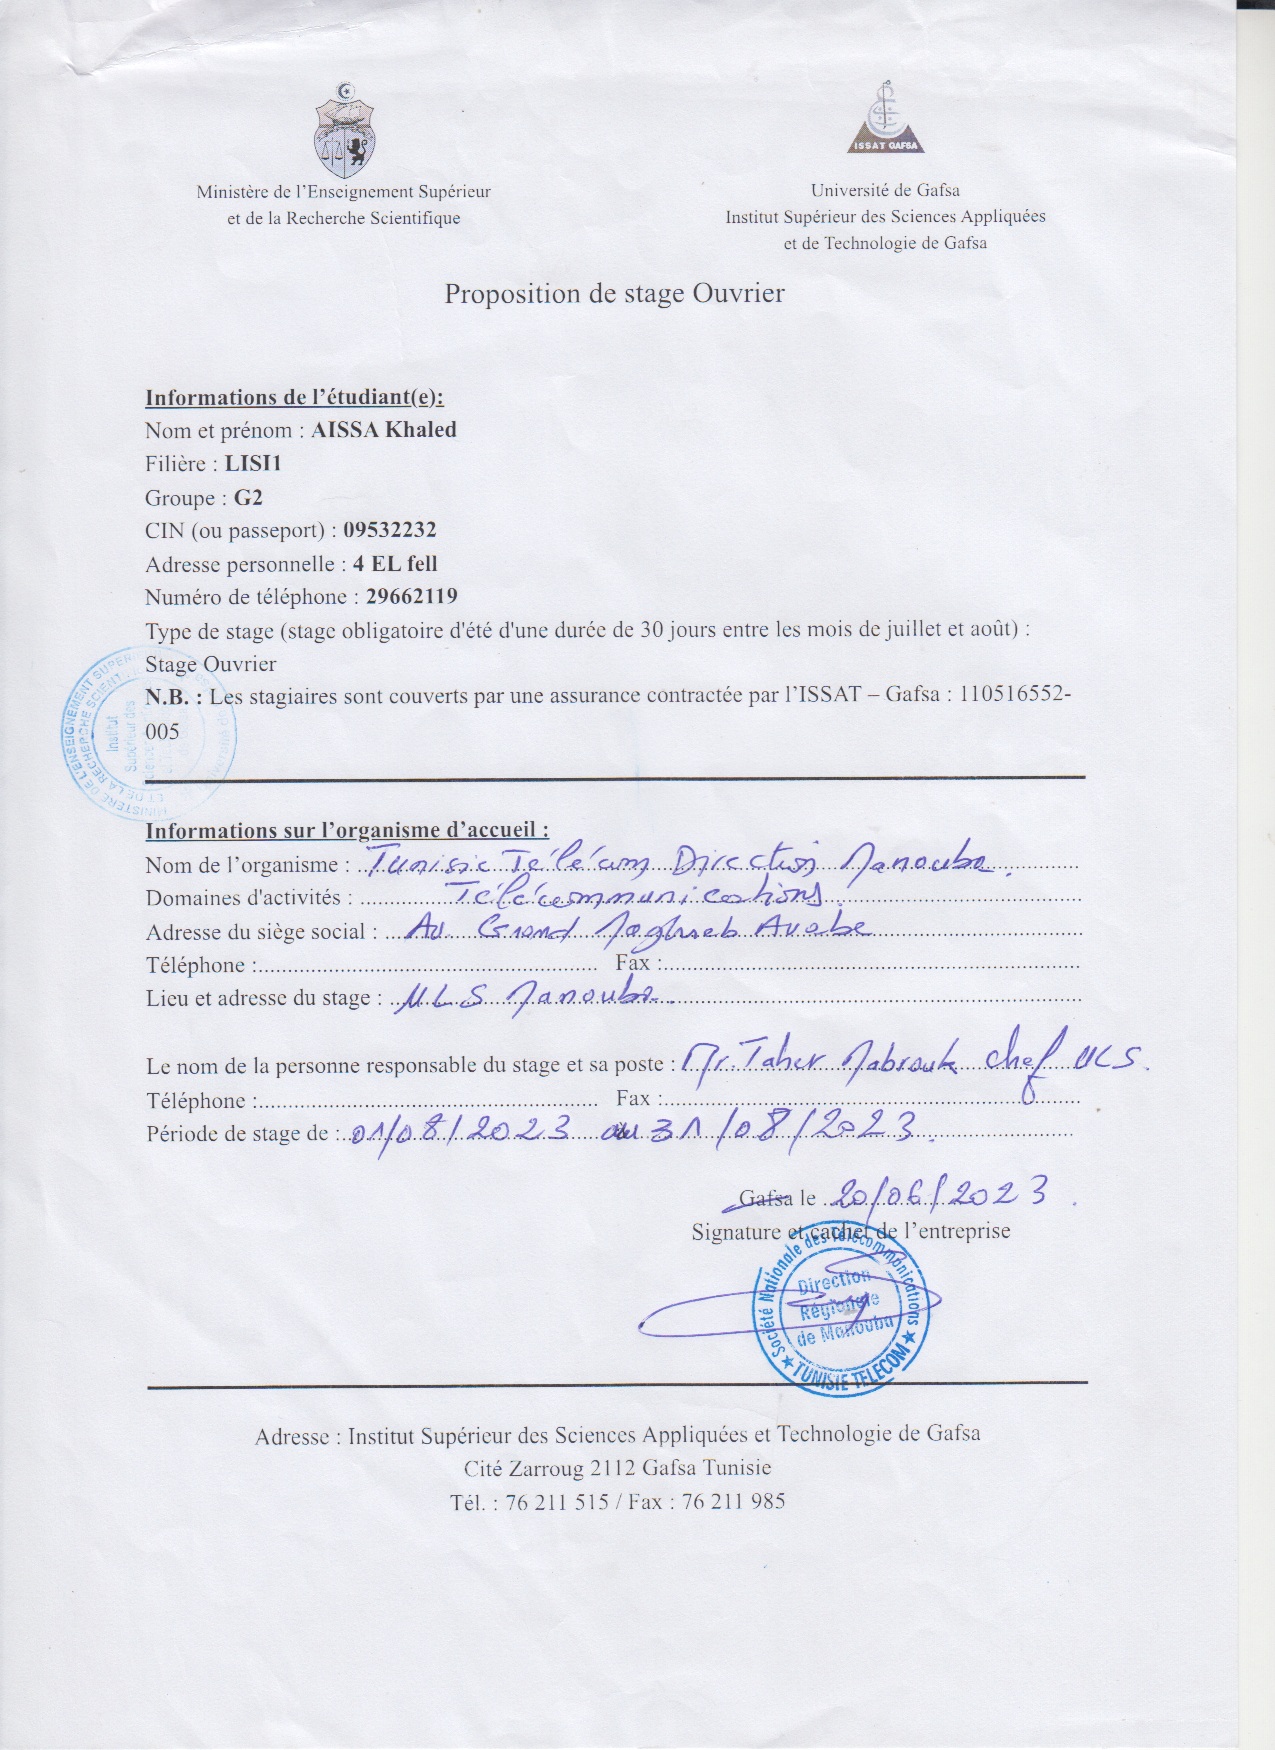 ISSAT GAFSA
Ministère de l'Enseignement Supérieur
et de la Recherche Scientifique
Université de Gafsa
Institut Supérieur des Sciences Appliquées
et de Technologie de Gafsa
Proposition de stage Ouvrier
Informations de l'étudiant(e):
Nom et prénom : AISSA Khaled
Filière : LISI1
Groupe : G2
CIN (ou passeport) : 09532232
Adresse personnelle : 4 EL fell
Numéro de téléphone : 29662119
Type de stage (stage obligatoire d'été d'une durée de 30 jours entre les mois de juillet et août) :
Stage Ouvrier
N.B. : Les stagiaires sont couverts par une assurance contractée par l'ISSAT – Gafsa : 110516552-
005
MINISTÈRE DE L'ENSEIGNEMENT SUPER
ET DE LA RECHERCHE SCIENT
Institut
Supérieur des
Informations sur l'organisme d'accueil :
Nom de l'organisme : Tunisie Télécom Direction Manouba.
Domaines d'activités : Télécommunications.
Adresse du siège social : Av. Grand Maghreb Arabe
Téléphone : Fax :
Lieu et adresse du stage : ULS Manouba.
Le nom de la personne responsable du stage et sa poste : Mr. Taher Mabrouk chef ULS.
Téléphone : Fax :
Période de stage de : 01/08/2023 au 31/08/2023.
Gafsa le 20/06/2023.
Signature et cachet de l'entreprise
Société Nationale des Télécommunications
Direction
Régionale
de Manouba
★ TUNISIE TELECOM ★
Adresse : Institut Supérieur des Sciences Appliquées et Technologie de Gafsa
Cité Zarroug 2112 Gafsa Tunisie
Tél. : 76 211 515 / Fax : 76 211 985